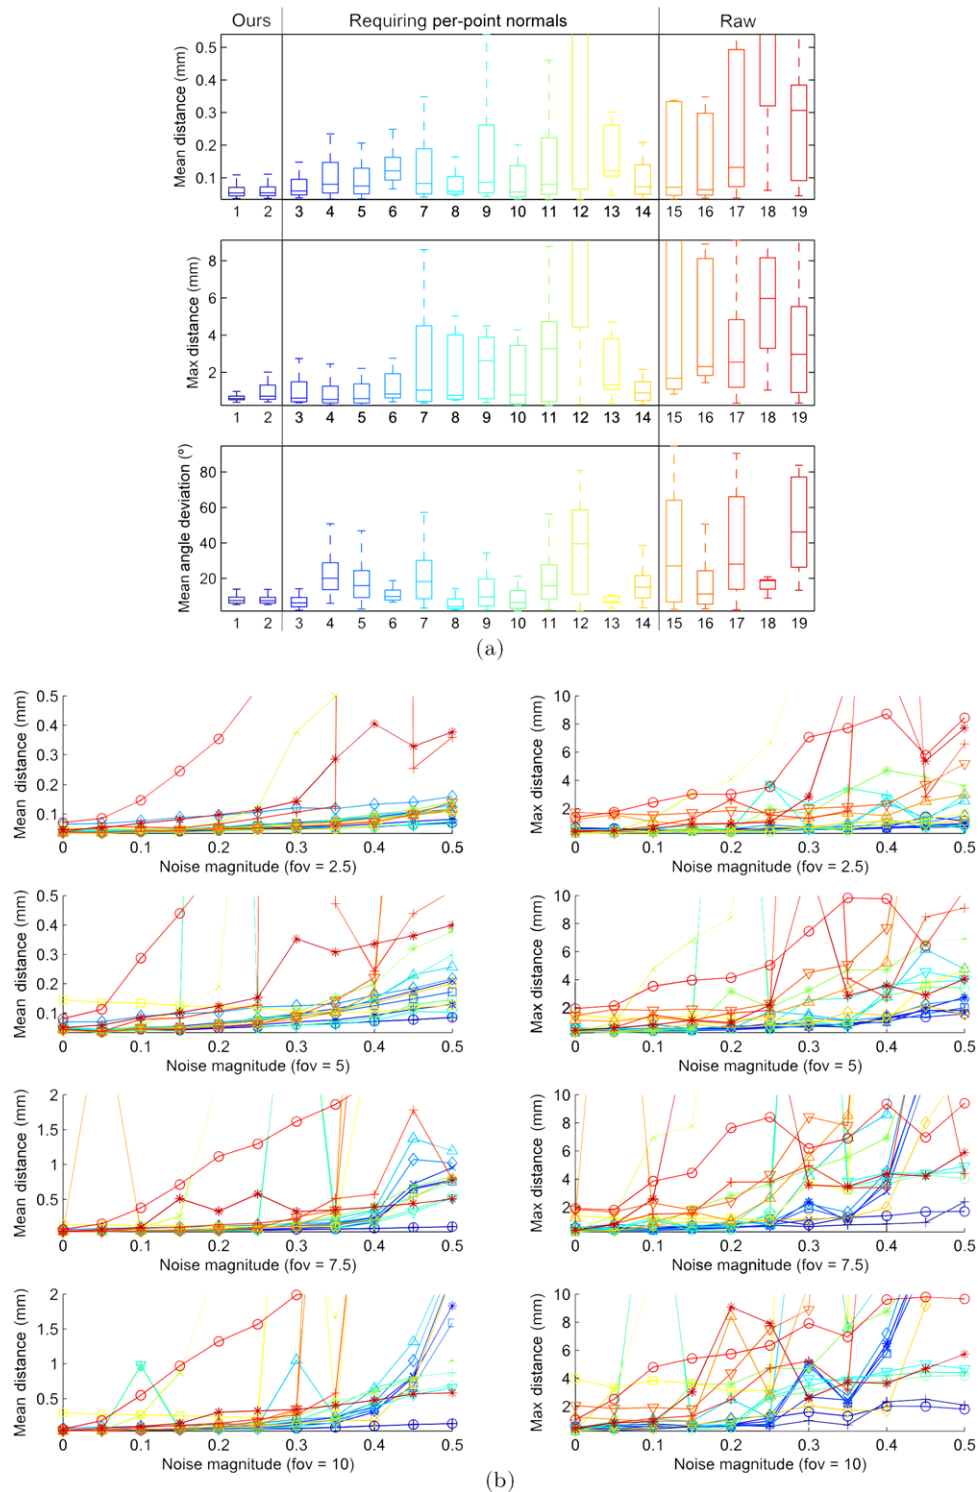 Ours Requiring per-point normals Raw
Mean distance (mm)
0.5
0.4
0.3
0.2
0.1
1 2 3 4 5 6 7 8 9 10 11 12 13 14 15 16 17 18 19
Max distance (mm)
8
6
4
2
1 2 3 4 5 6 7 8 9 10 11 12 13 14 15 16 17 18 19
Mean angle deviation (°)
80
60
40
20
1 2 3 4 5 6 7 8 9 10 11 12 13 14 15 16 17 18 19
(a)
Mean distance (mm)
0.5
0.4
0.3
0.2
0.1
0 0.1 0.2 0.3 0.4 0.5
Noise magnitude (fov = 2.5)
Max distance (mm)
10
8
6
4
2
0 0.1 0.2 0.3 0.4 0.5
Noise magnitude (fov = 2.5)
Mean distance (mm)
0.5
0.4
0.3
0.2
0.1
0 0.1 0.2 0.3 0.4 0.5
Noise magnitude (fov = 5)
Max distance (mm)
10
8
6
4
2
0 0.1 0.2 0.3 0.4 0.5
Noise magnitude (fov = 5)
Mean distance (mm)
2
1.5
1
0.5
0 0.1 0.2 0.3 0.4 0.5
Noise magnitude (fov = 7.5)
Max distance (mm)
10
8
6
4
2
0 0.1 0.2 0.3 0.4 0.5
Noise magnitude (fov = 7.5)
Mean distance (mm)
2
1.5
1
0.5
0 0.1 0.2 0.3 0.4 0.5
Noise magnitude (fov = 10)
Max distance (mm)
10
8
6
4
2
0 0.1 0.2 0.3 0.4 0.5
Noise magnitude (fov = 10)
(b)